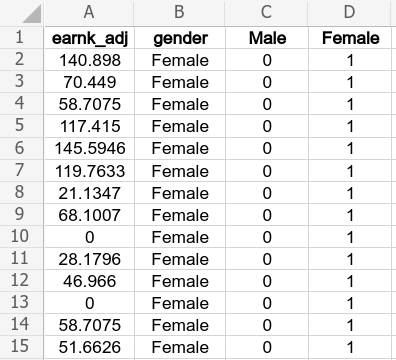 A B C D
1 earnk_adj gender Male Female
2 140.898 Female 0 1
3 70.449 Female 0 1
4 58.7075 Female 0 1
5 117.415 Female 0 1
6 145.5946 Female 0 1
7 119.7633 Female 0 1
8 21.1347 Female 0 1
9 68.1007 Female 0 1
10 0 Female 0 1
11 28.1796 Female 0 1
12 46.966 Female 0 1
13 0 Female 0 1
14 58.7075 Female 0 1
15 51.6626 Female 0 1